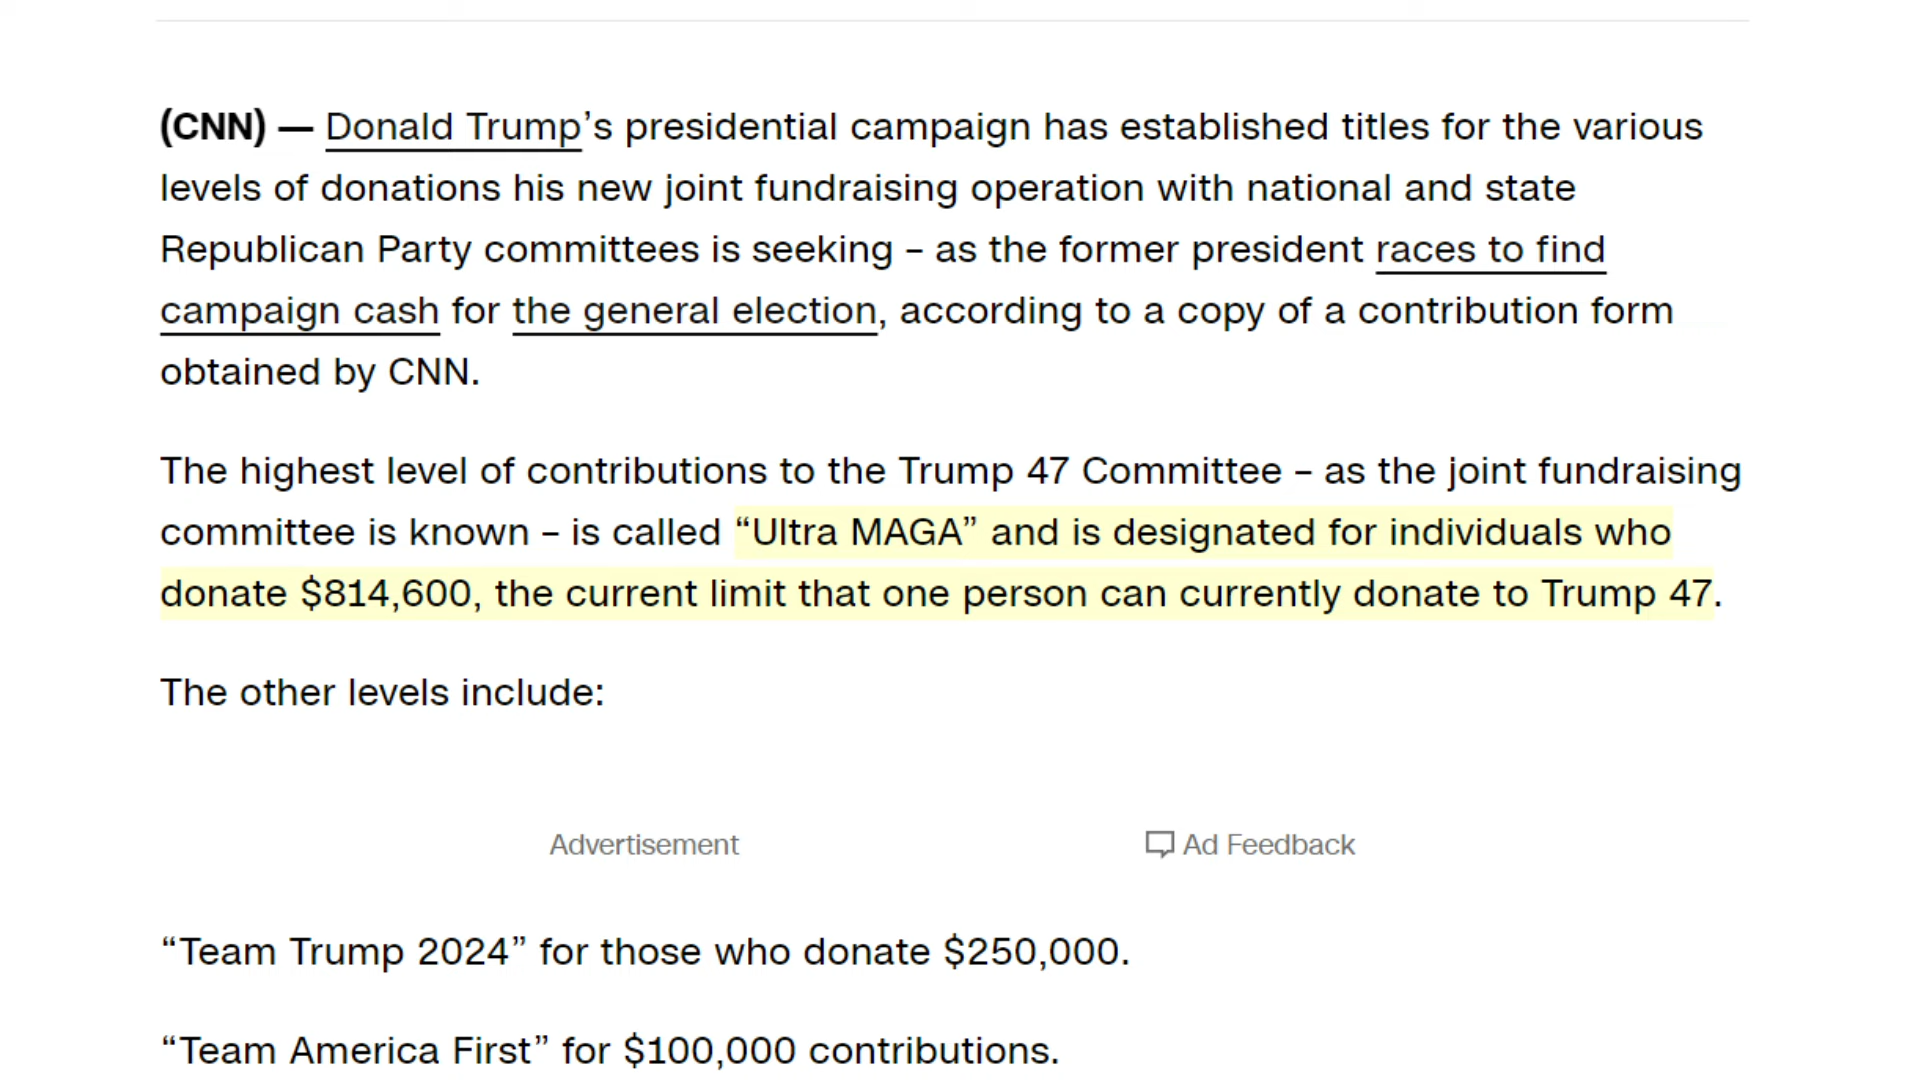 (CNN) — Donald Trump’s presidential campaign has established titles for the various
levels of donations his new joint fundraising operation with national and state
Republican Party committees is seeking – as the former president races to find
campaign cash for the general election, according to a copy of a contribution form
obtained by CNN.
The highest level of contributions to the Trump 47 Committee – as the joint fundraising
committee is known – is called “Ultra MAGA” and is designated for individuals who
donate $814,600, the current limit that one person can currently donate to Trump 47.
The other levels include:
Advertisement
Ad Feedback
“Team Trump 2024” for those who donate $250,000.
“Team America First” for $100,000 contributions.